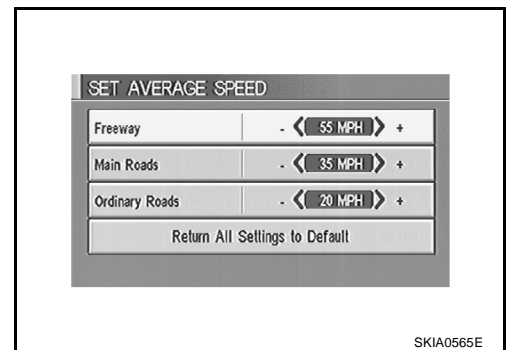 SET AVERAGE SPEED
Freeway - 55 MPH +
Main Roads - 35 MPH +
Ordinary Roads - 20 MPH +
Return All Settings to Default
SKIA0565E